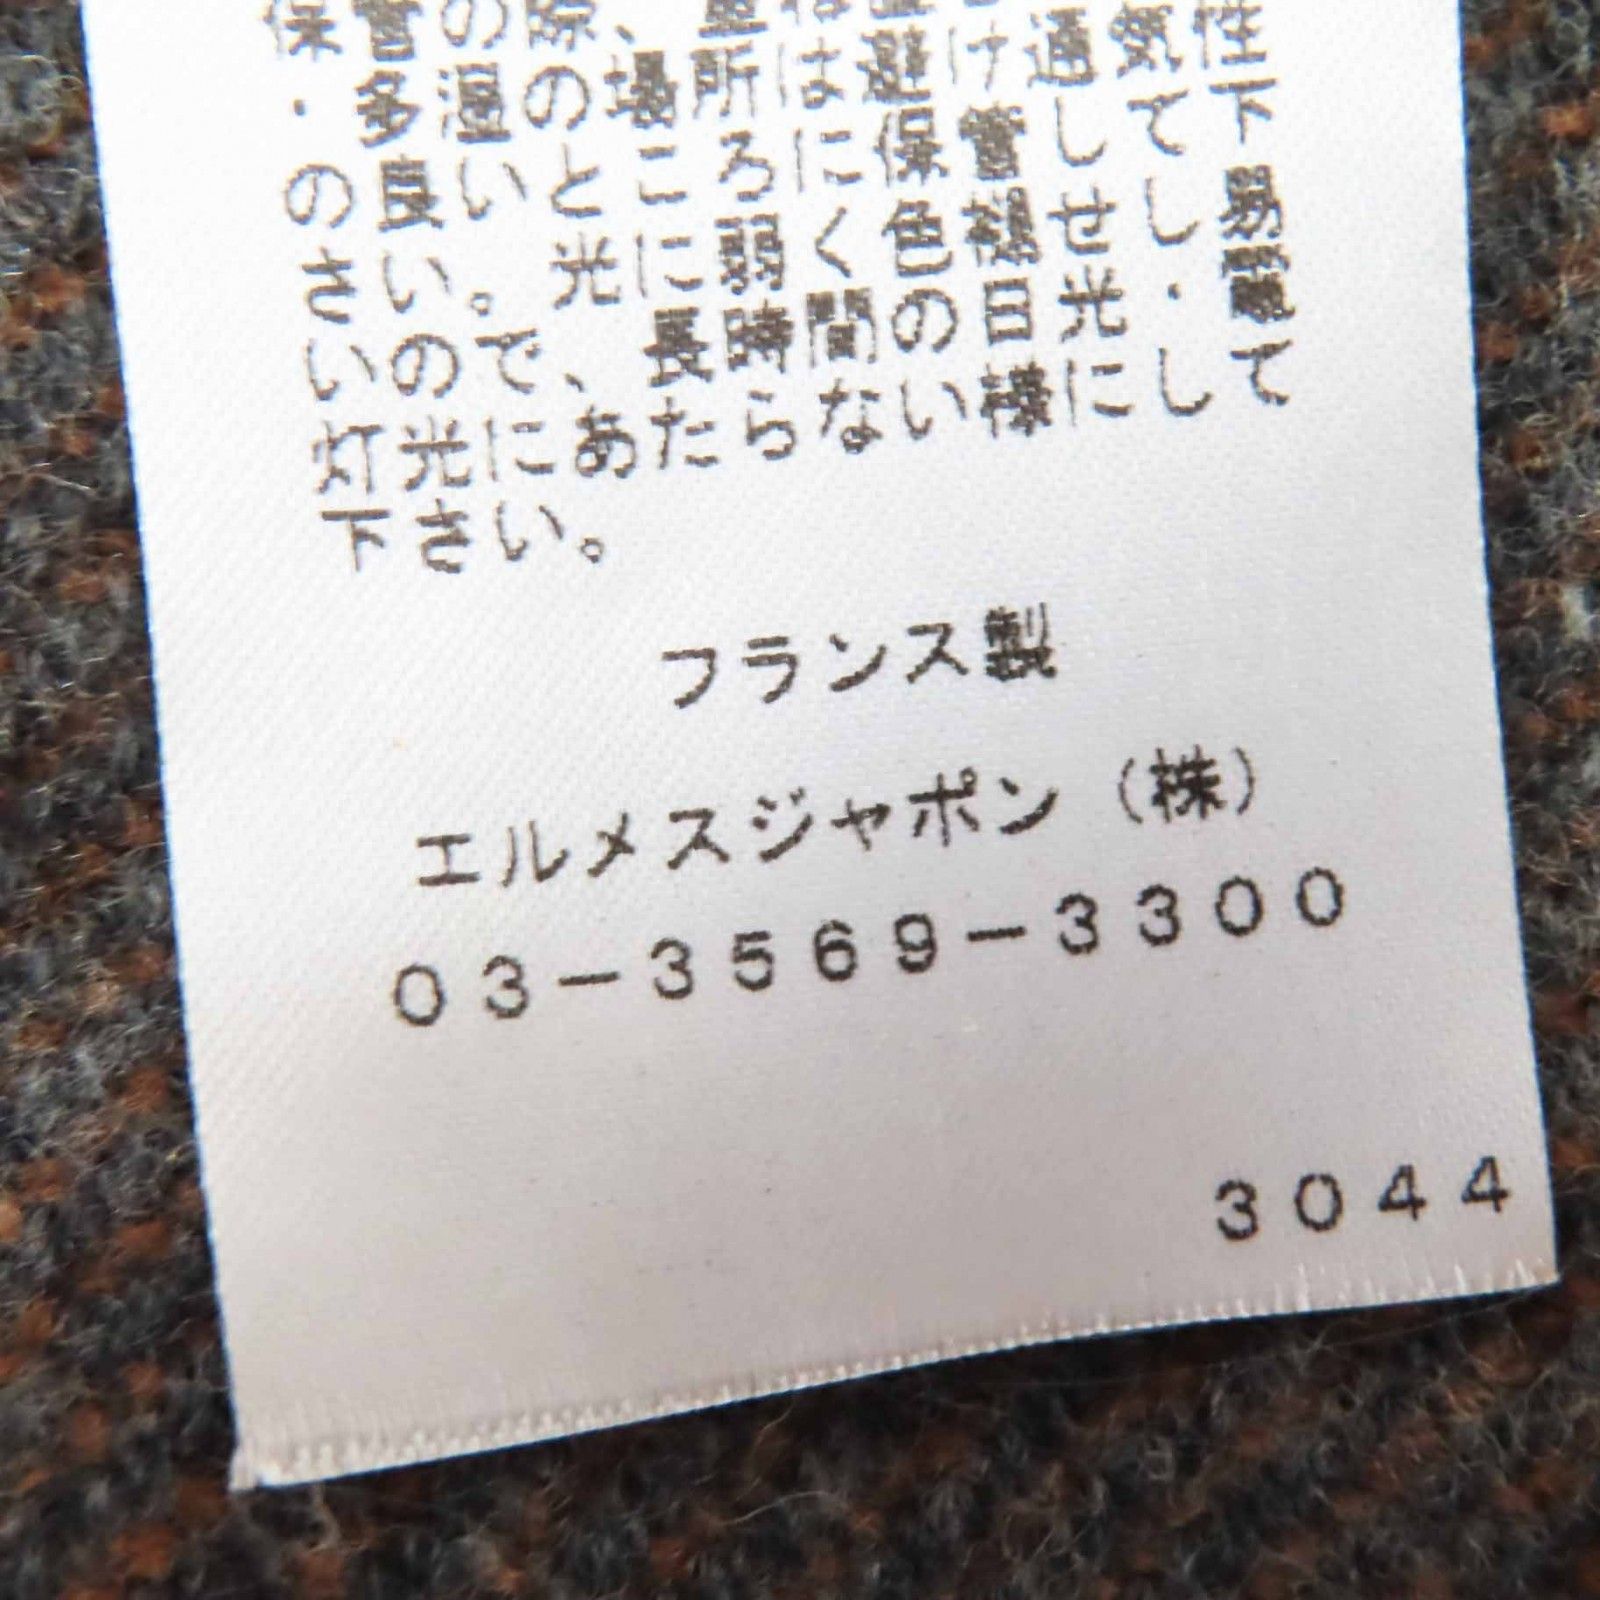 保管の際、
・多湿の場所は避け通気性
の良いところに保管して下
さい。光に弱く色褪せし易
いのので、長時間の日光・
灯光にあたらない様にして
下さい。
フランス製
エルメスジャポン(株)
03-3569-3300
3044